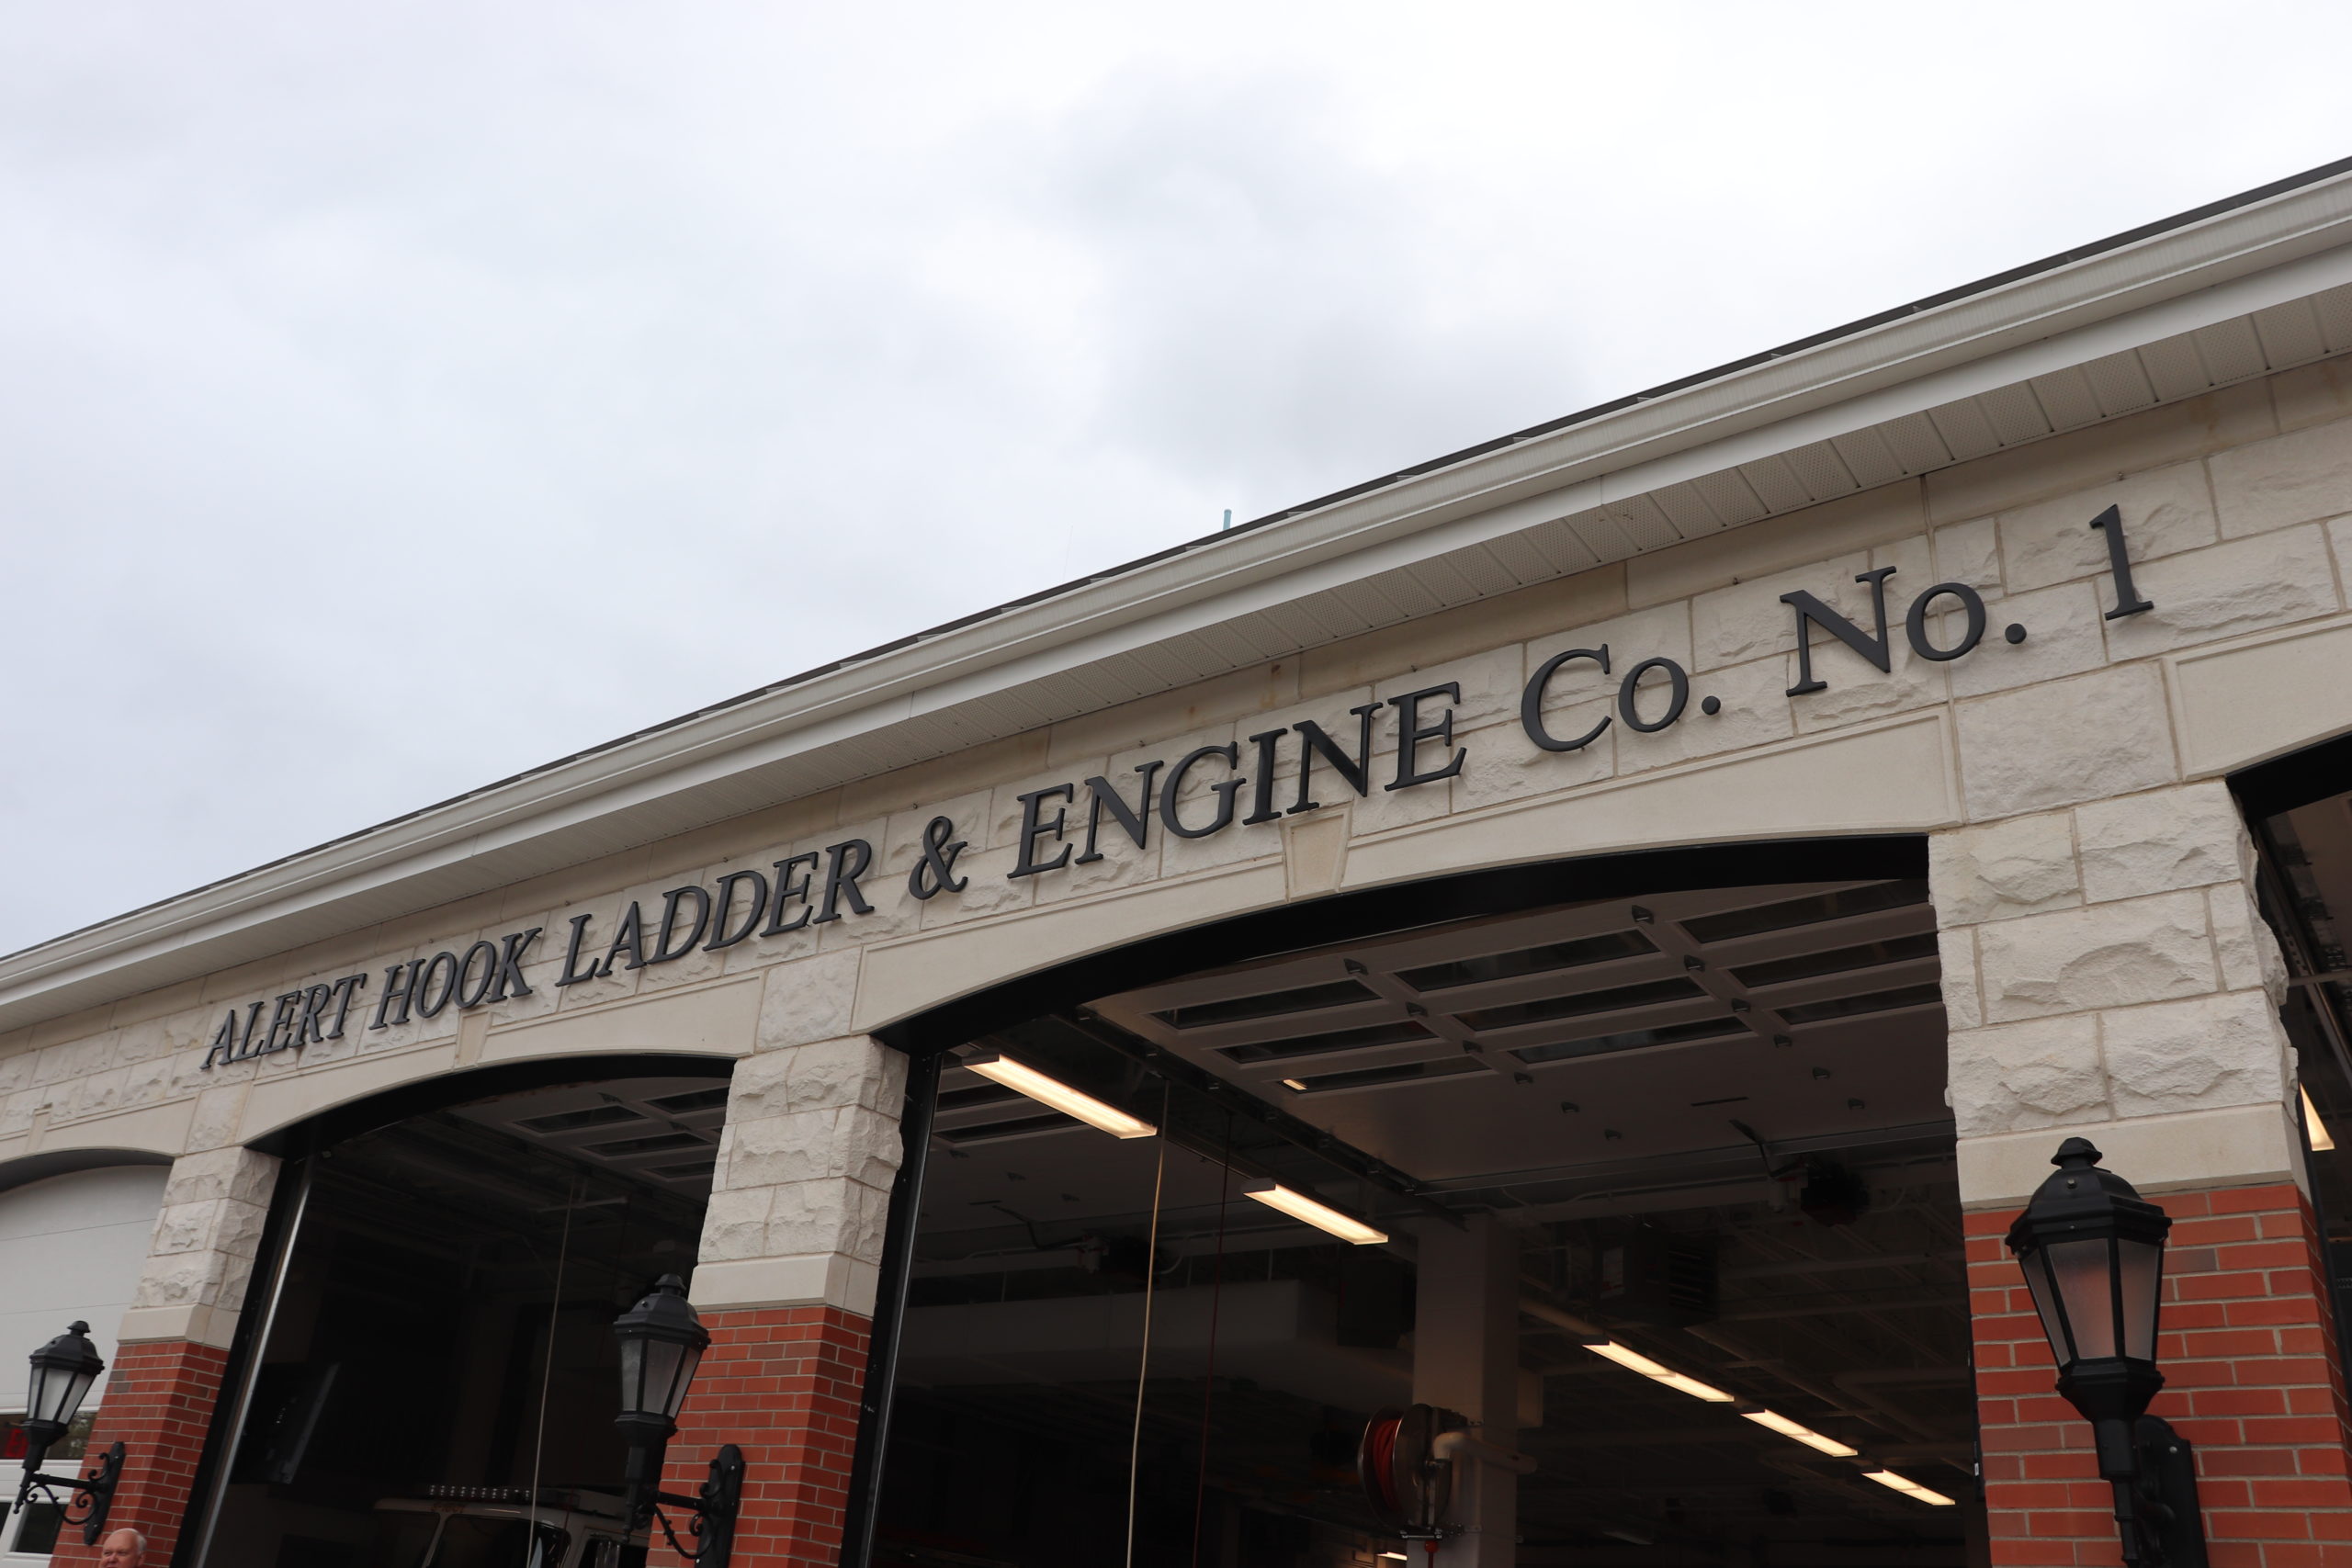 ALERT HOOK LADDER & ENGINE Co. No. 1